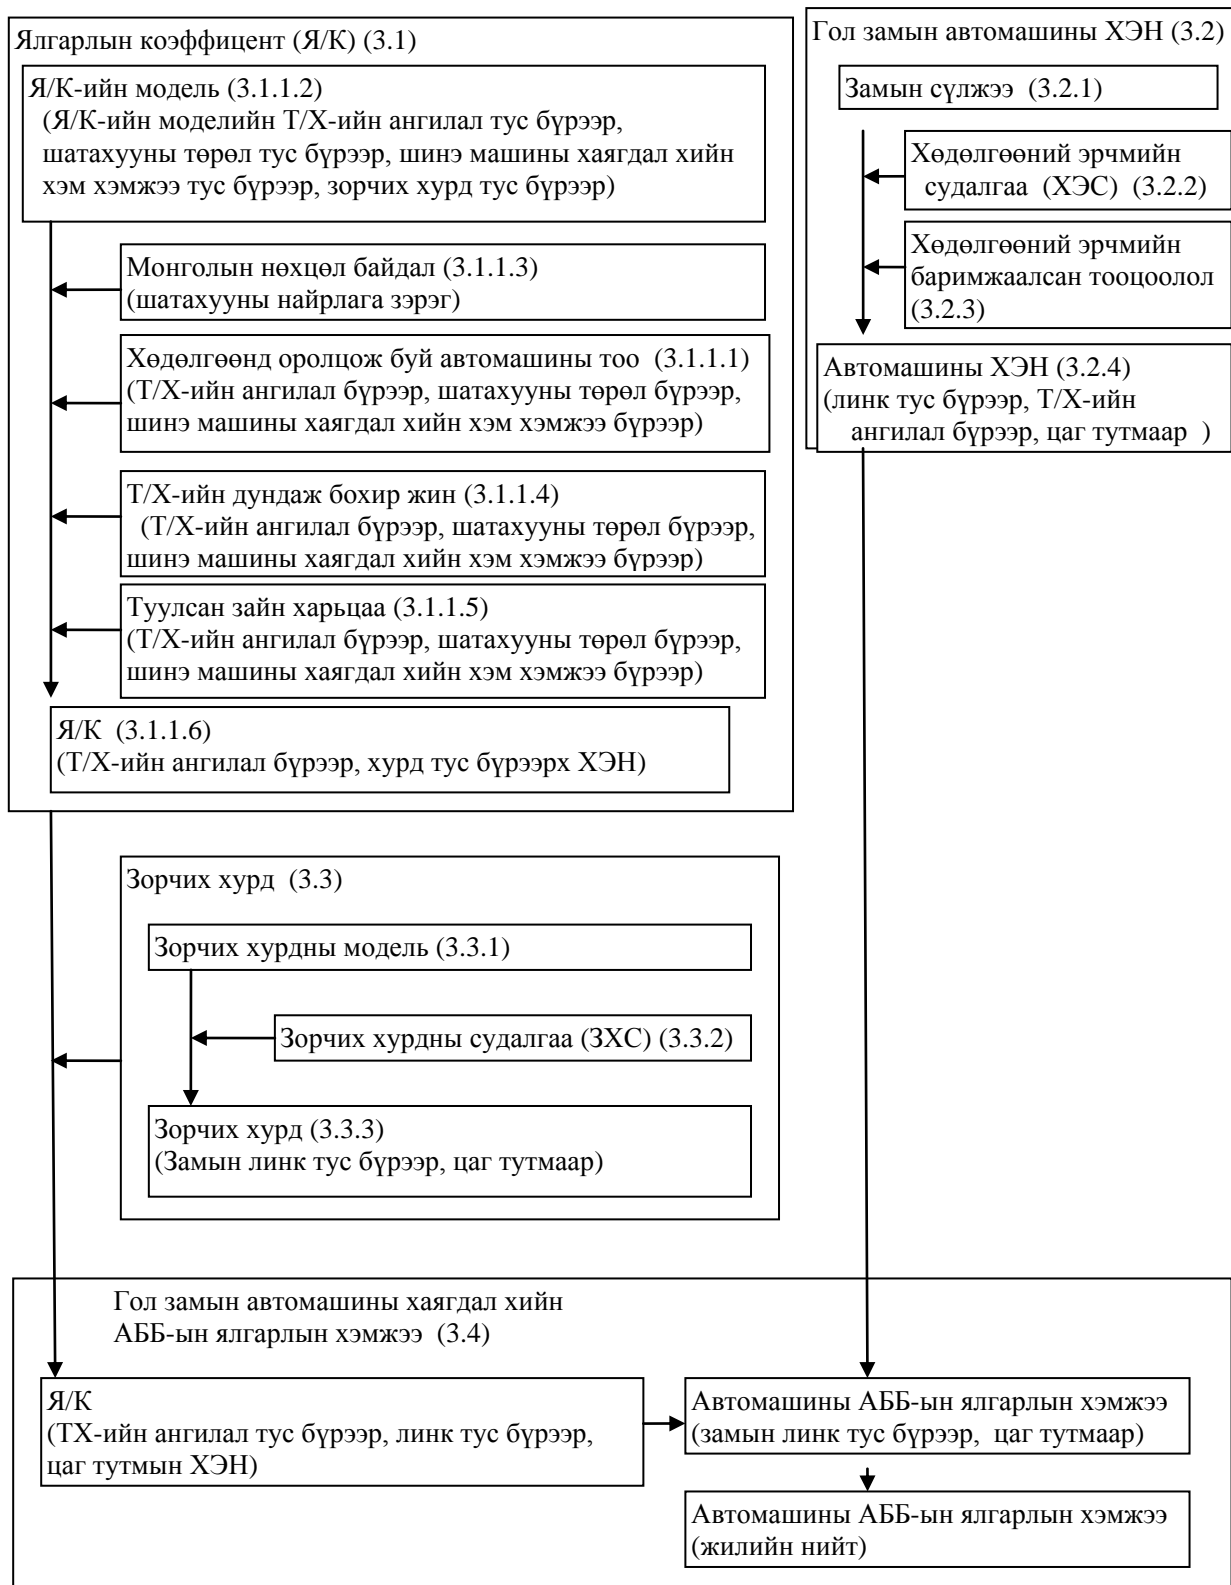 Ялгарлын коэффицент (Я/К) (3.1)
Я/К-ийн модель (3.1.1.2)
(Я/К-ийн моделийн Т/Х-ийн ангилал тус бүрээр,
шатахууны төрөл тус бүрээр, шинэ машины хаягдал хийн
хэм хэмжээ тус бүрээр, зорчих хурд тус бүрээр)
Монголын нөхцөл байдал (3.1.1.3)
(шатахууны найрлага зэрэг)
Хөдөлгөөнд оролцож буй автомашины тоо (3.1.1.1)
(Т/Х-ийн ангилал бүрээр, шатахууны төрөл бүрээр,
шинэ машины хаягдал хийн хэм хэмжээ бүрээр)
Т/Х-ийн дундаж бохир жин (3.1.1.4)
(Т/Х-ийн ангилал бүрээр, шатахууны төрөл бүрээр,
шинэ машины хаягдал хийн хэм хэмжээ бүрээр)
Туулсан зайн харьцаа (3.1.1.5)
(Т/Х-ийн ангилал бүрээр, шатахууны төрөл бүрээр,
шинэ машины хаягдал хийн хэм хэмжээ бүрээр)
Я/К (3.1.1.6)
(Т/Х-ийн ангилал бүрээр, хурд тус бүрээрх ХЭН)
Гол замын автомашины ХЭН (3.2)
Замын сүлжээ (3.2.1)
Хөдөлгөөний эрчмийн
судалгаа (ХЭС) (3.2.2)
Хөдөлгөөний эрчмийн
баримжаалсан тооцоолол
(3.2.3)
Автомашины ХЭН (3.2.4)
(линк тус бүрээр, Т/Х-ийн
ангилал бүрээр, цаг тутмаар )
Зорчих хурд (3.3)
Зорчих хурдны модель (3.3.1)
Зорчих хурдны судалгаа (ЗХС) (3.3.2)
Зорчих хурд (3.3.3)
(Замын линк тус бүрээр, цаг тутмаар)
Гол замын автомашины хаягдал хийн
АББ-ын ялгарлын хэмжээ (3.4)
Я/К
(ТХ-ийн ангилал тус бүрээр, линк тус бүрээр,
цаг тутмын ХЭН)
Автомашины АББ-ын ялгарлын хэмжээ
(замын линк тус бүрээр, цаг тутмаар)
Автомашины АББ-ын ялгарлын хэмжээ
(жилийн нийт)